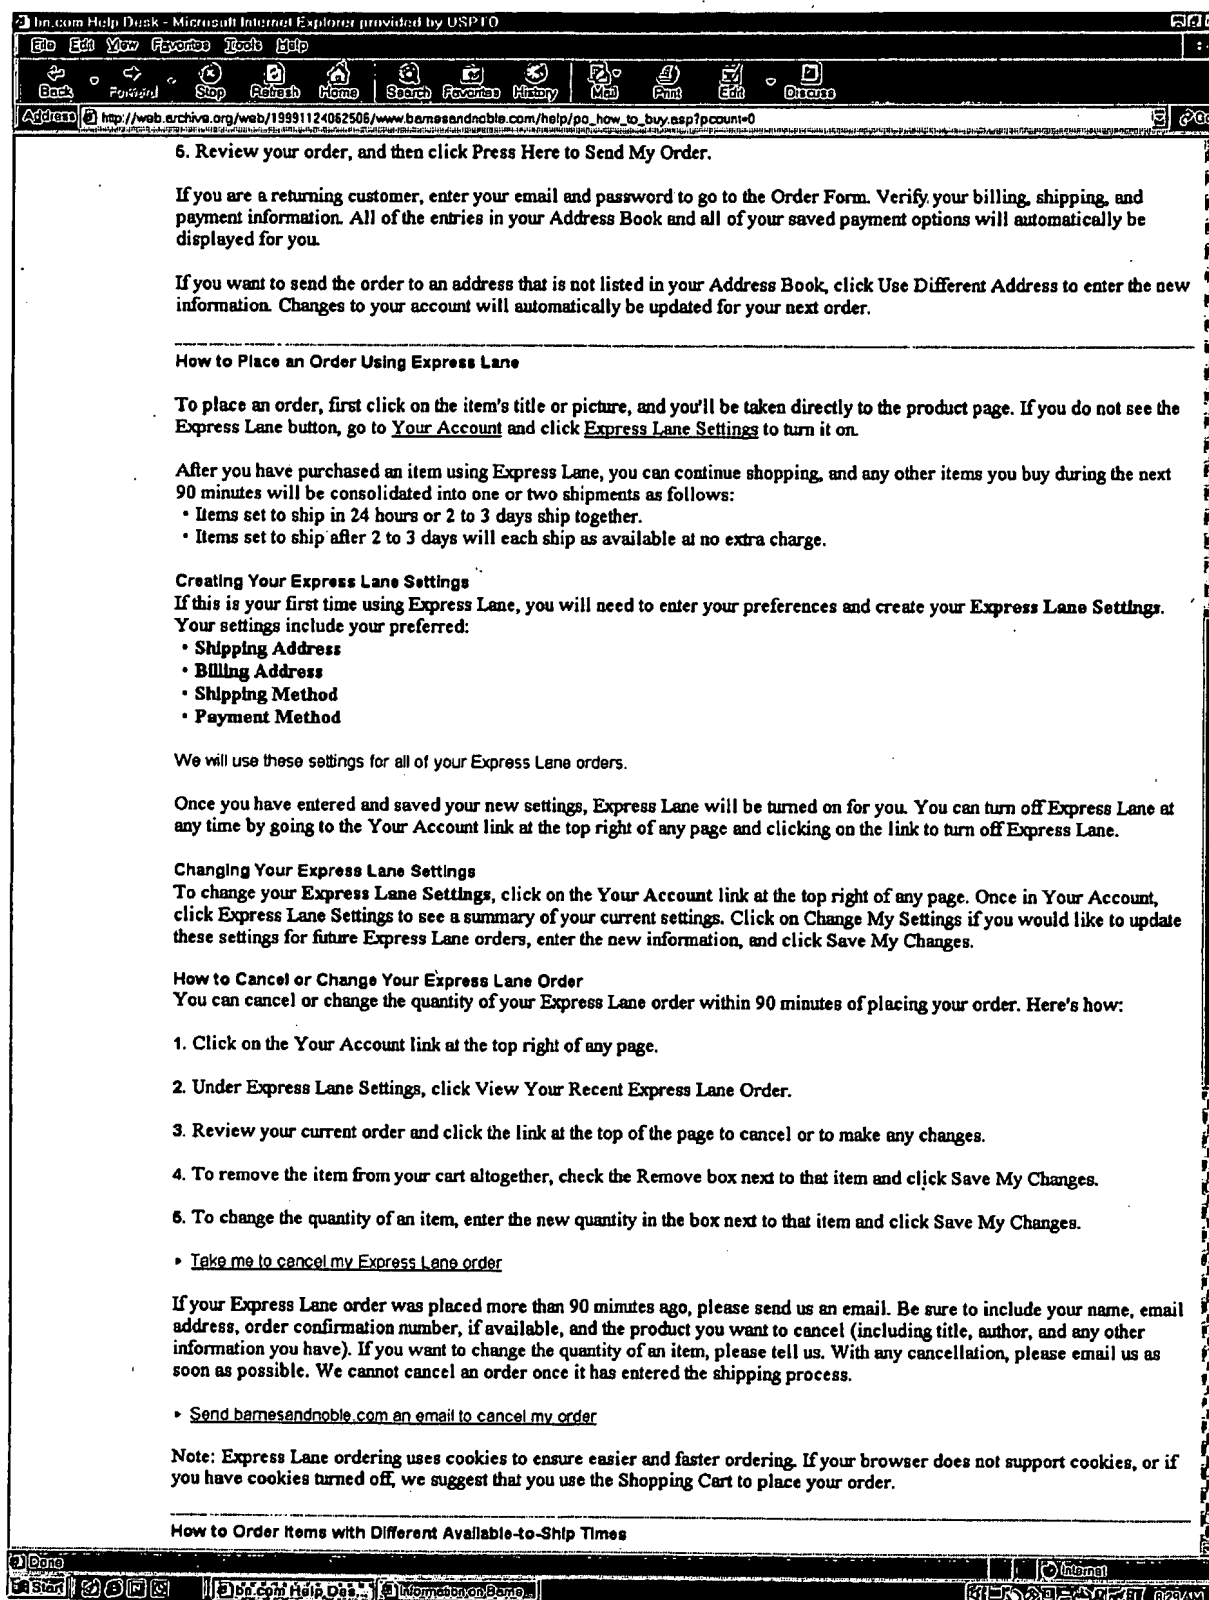 bn.com Help Desk - Microsoft Internet Explorer provided by USPTO
File Edit View Favorites Tools Help
Back Forward Stop Refresh Home Search Favorites History Mail Print Edit Discuss
Address http://web.archive.org/web/19991124062506/www.barnesandnoble.com/help/po_how_to_buy.asp?pcount=0
6. Review your order, and then click Press Here to Send My Order.
If you are a returning customer, enter your email and password to go to the Order Form. Verify your billing, shipping, and
payment information. All of the entries in your Address Book and all of your saved payment options will automatically be
displayed for you.
If you want to send the order to an address that is not listed in your Address Book, click Use Different Address to enter the new
information. Changes to your account will automatically be updated for your next order.
How to Place an Order Using Express Lane
To place an order, first click on the item's title or picture, and you'll be taken directly to the product page. If you do not see the
Express Lane button, go to Your Account and click Express Lane Settings to turn it on.
After you have purchased an item using Express Lane, you can continue shopping, and any other items you buy during the next
90 minutes will be consolidated into one or two shipments as follows:
• Items set to ship in 24 hours or 2 to 3 days ship together.
• Items set to ship after 2 to 3 days will each ship as available at no extra charge.
Creating Your Express Lane Settings
If this is your first time using Express Lane, you will need to enter your preferences and create your Express Lane Settings.
Your settings include your preferred:
• Shipping Address
• Billing Address
• Shipping Method
• Payment Method
We will use these settings for all of your Express Lane orders.
Once you have entered and saved your new settings, Express Lane will be turned on for you. You can turn off Express Lane at
any time by going to the Your Account link at the top right of any page and clicking on the link to turn off Express Lane.
Changing Your Express Lane Settings
To change your Express Lane Settings, click on the Your Account link at the top right of any page. Once in Your Account,
click Express Lane Settings to see a summary of your current settings. Click on Change My Settings if you would like to update
these settings for future Express Lane orders, enter the new information, and click Save My Changes.
How to Cancel or Change Your Express Lane Order
You can cancel or change the quantity of your Express Lane order within 90 minutes of placing your order. Here's how:
1. Click on the Your Account link at the top right of any page.
2. Under Express Lane Settings, click View Your Recent Express Lane Order.
3. Review your current order and click the link at the top of the page to cancel or to make any changes.
4. To remove the item from your cart altogether, check the Remove box next to that item and click Save My Changes.
5. To change the quantity of an item, enter the new quantity in the box next to that item and click Save My Changes.
Take me to cancel my Express Lane order
If your Express Lane order was placed more than 90 minutes ago, please send us an email. Be sure to include your name, email
address, order confirmation number, if available, and the product you want to cancel (including title, author, and any other
information you have). If you want to change the quantity of an item, please tell us. With any cancellation, please email us as
soon as possible. We cannot cancel an order once it has entered the shipping process.
Send barnesandnoble.com an email to cancel my order
Note: Express Lane ordering uses cookies to ensure easier and faster ordering. If your browser does not support cookies, or if
you have cookies turned off, we suggest that you use the Shopping Cart to place your order.
How to Order Items with Different Available-to-Ship Times
Done Internet
Start bn.com Help Des... Information on Barne... 8:29 AM